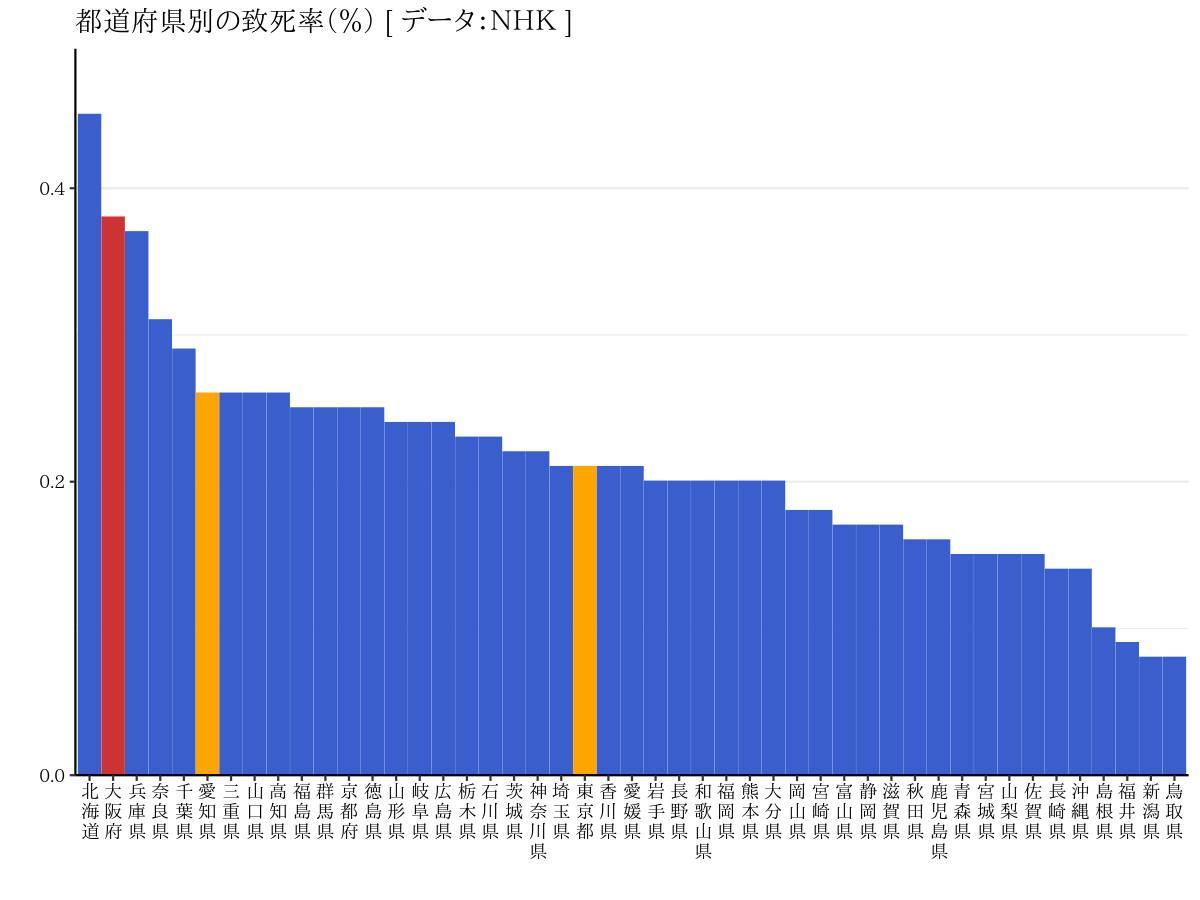 都道府県別の致死率(%) [ データ:NHK ]
0.4
0.2
0.0
北海道
大阪府
兵庫県
奈良県
千葉県
愛知県
三重県
山口県
高知県
福島県
群馬県
京都府
徳島県
山形県
岐阜県
広島県
栃木県
石川県
茨城県
神奈川県
埼玉県
東京都
香川県
愛媛県
岩手県
長野県
和歌山県
福岡県
熊本県
大分県
岡山県
宮崎県
富山県
静岡県
滋賀県
秋田県
鹿児島県
青森県
宮城県
山梨県
佐賀県
長崎県
沖縄県
島根県
福井県
新潟県
鳥取県